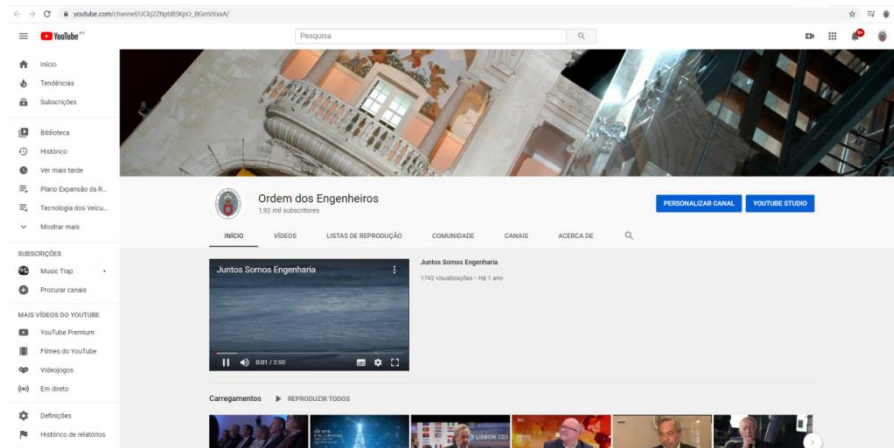 youtube.com/channel/
YouTube PT
Pesquisa
9+
Início
Tendências
Subscrições
Biblioteca
Histórico
Ver mais tarde
Plano Expansão da R...
Tecnologia dos Veícu...
Mostrar mais
SUBSCRIÇÕES
Music Trap
Procurar canais
MAIS VÍDEOS DO YOUTUBE
YouTube Premium
Filmes do YouTube
Videojogos
Em direto
Definições
Histórico de relatórios
Ordem dos Engenheiros
1,92 mil subscritores
PERSONALIZAR CANAL
YOUTUBE STUDIO
INÍCIO VÍDEOS LISTAS DE REPRODUÇÃO COMUNIDADE CANAIS ACERCA DE
Juntos Somos Engenharia
0:01 / 2:50
Juntos Somos Engenharia
1742 visualizações • Há 1 ano
Carregamentos REPRODUZIR TODOS